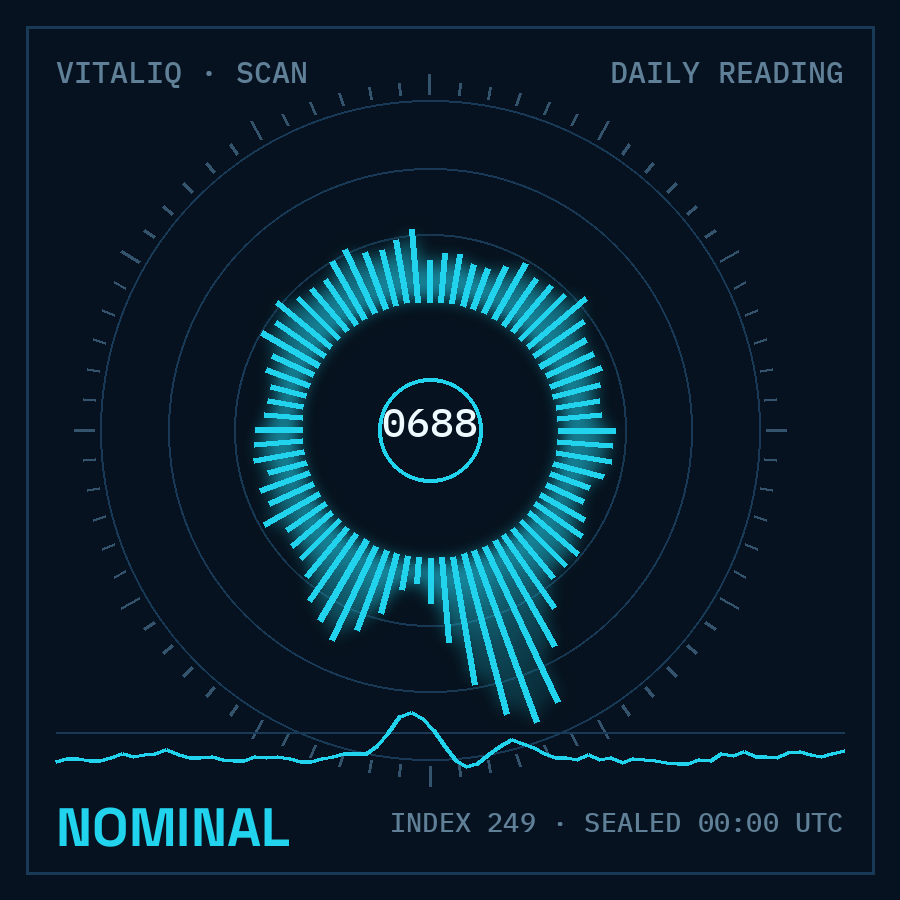 VITALIQ · SCAN
DAILY READING
0688
NOMINAL
INDEX 249 · SEALED 00:00 UTC